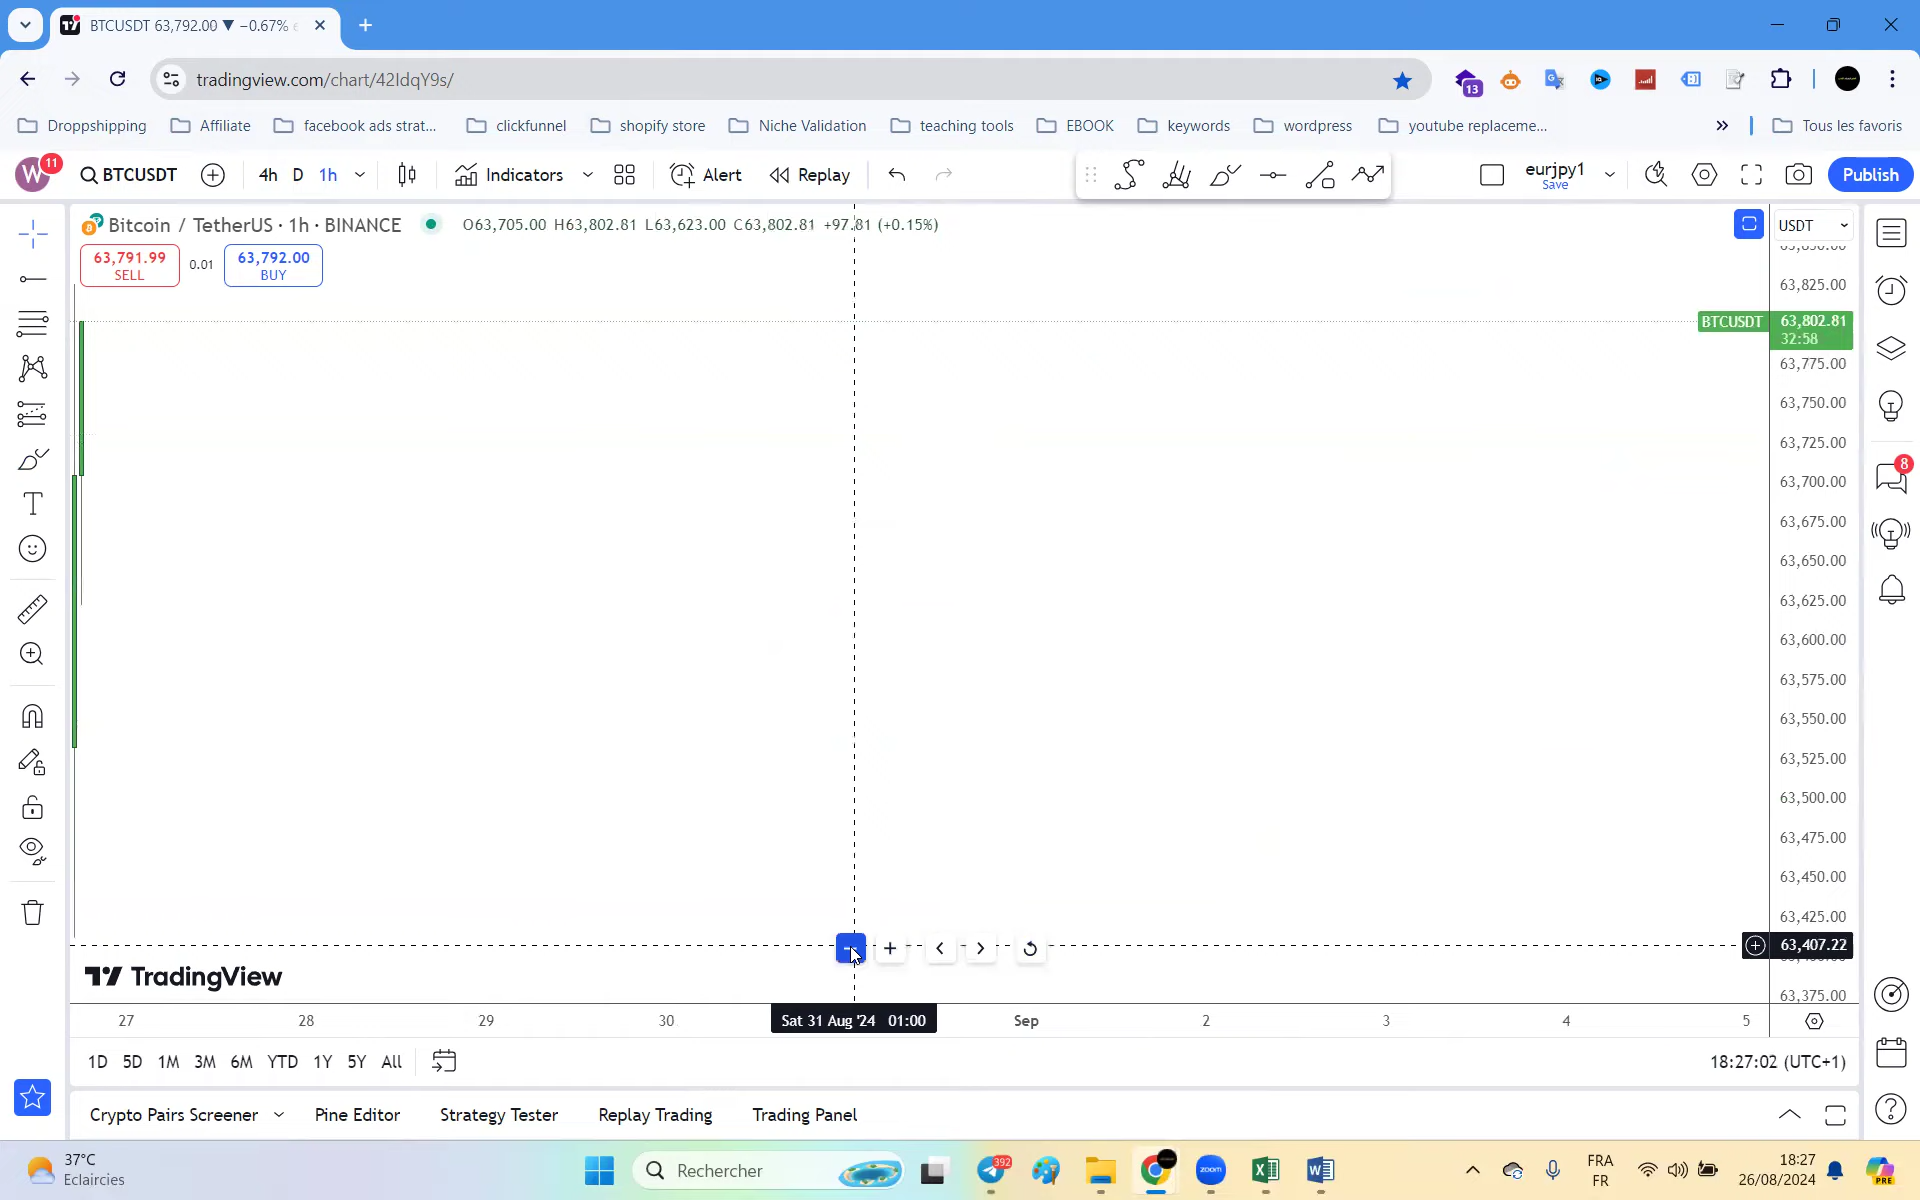 BTCUSDT 63,792.00 ▼ −0.67%
tradingview.com/chart/42IdqY9s/
13
Droppshipping
Affiliate
facebook ads strat...
clickfunnel
shopify store
Niche Validation
teaching tools
EBOOK
keywords
wordpress
youtube replaceme...
Tous les favoris
W
11
BTCUSDT
4h
D
1h
Indicators
Alert
Replay
eurjpy1
Save
Publish
Bitcoin / TetherUS · 1h · BINANCE
O63,705.00 H63,802.81 L63,623.00 C63,802.81 +97.81 (+0.15%)
USDT
63,791.99
SELL
0.01
63,792.00
BUY
63,825.00
BTCUSDT
63,802.81
32:58
63,775.00
63,750.00
63,725.00
63,700.00
63,675.00
63,650.00
63,625.00
63,600.00
63,575.00
63,550.00
63,525.00
63,500.00
63,475.00
63,450.00
63,425.00
63,407.22
63,375.00
8
TradingView
27
28
29
30
Sat 31 Aug '24 01:00
Sep
2
3
4
5
1D
5D
1M
3M
6M
YTD
1Y
5Y
All
18:27:02 (UTC+1)
Crypto Pairs Screener
Pine Editor
Strategy Tester
Replay Trading
Trading Panel
37°C
Eclaircies
Rechercher
392
zoom
FRA
FR
18:27
26/08/2024
PRE